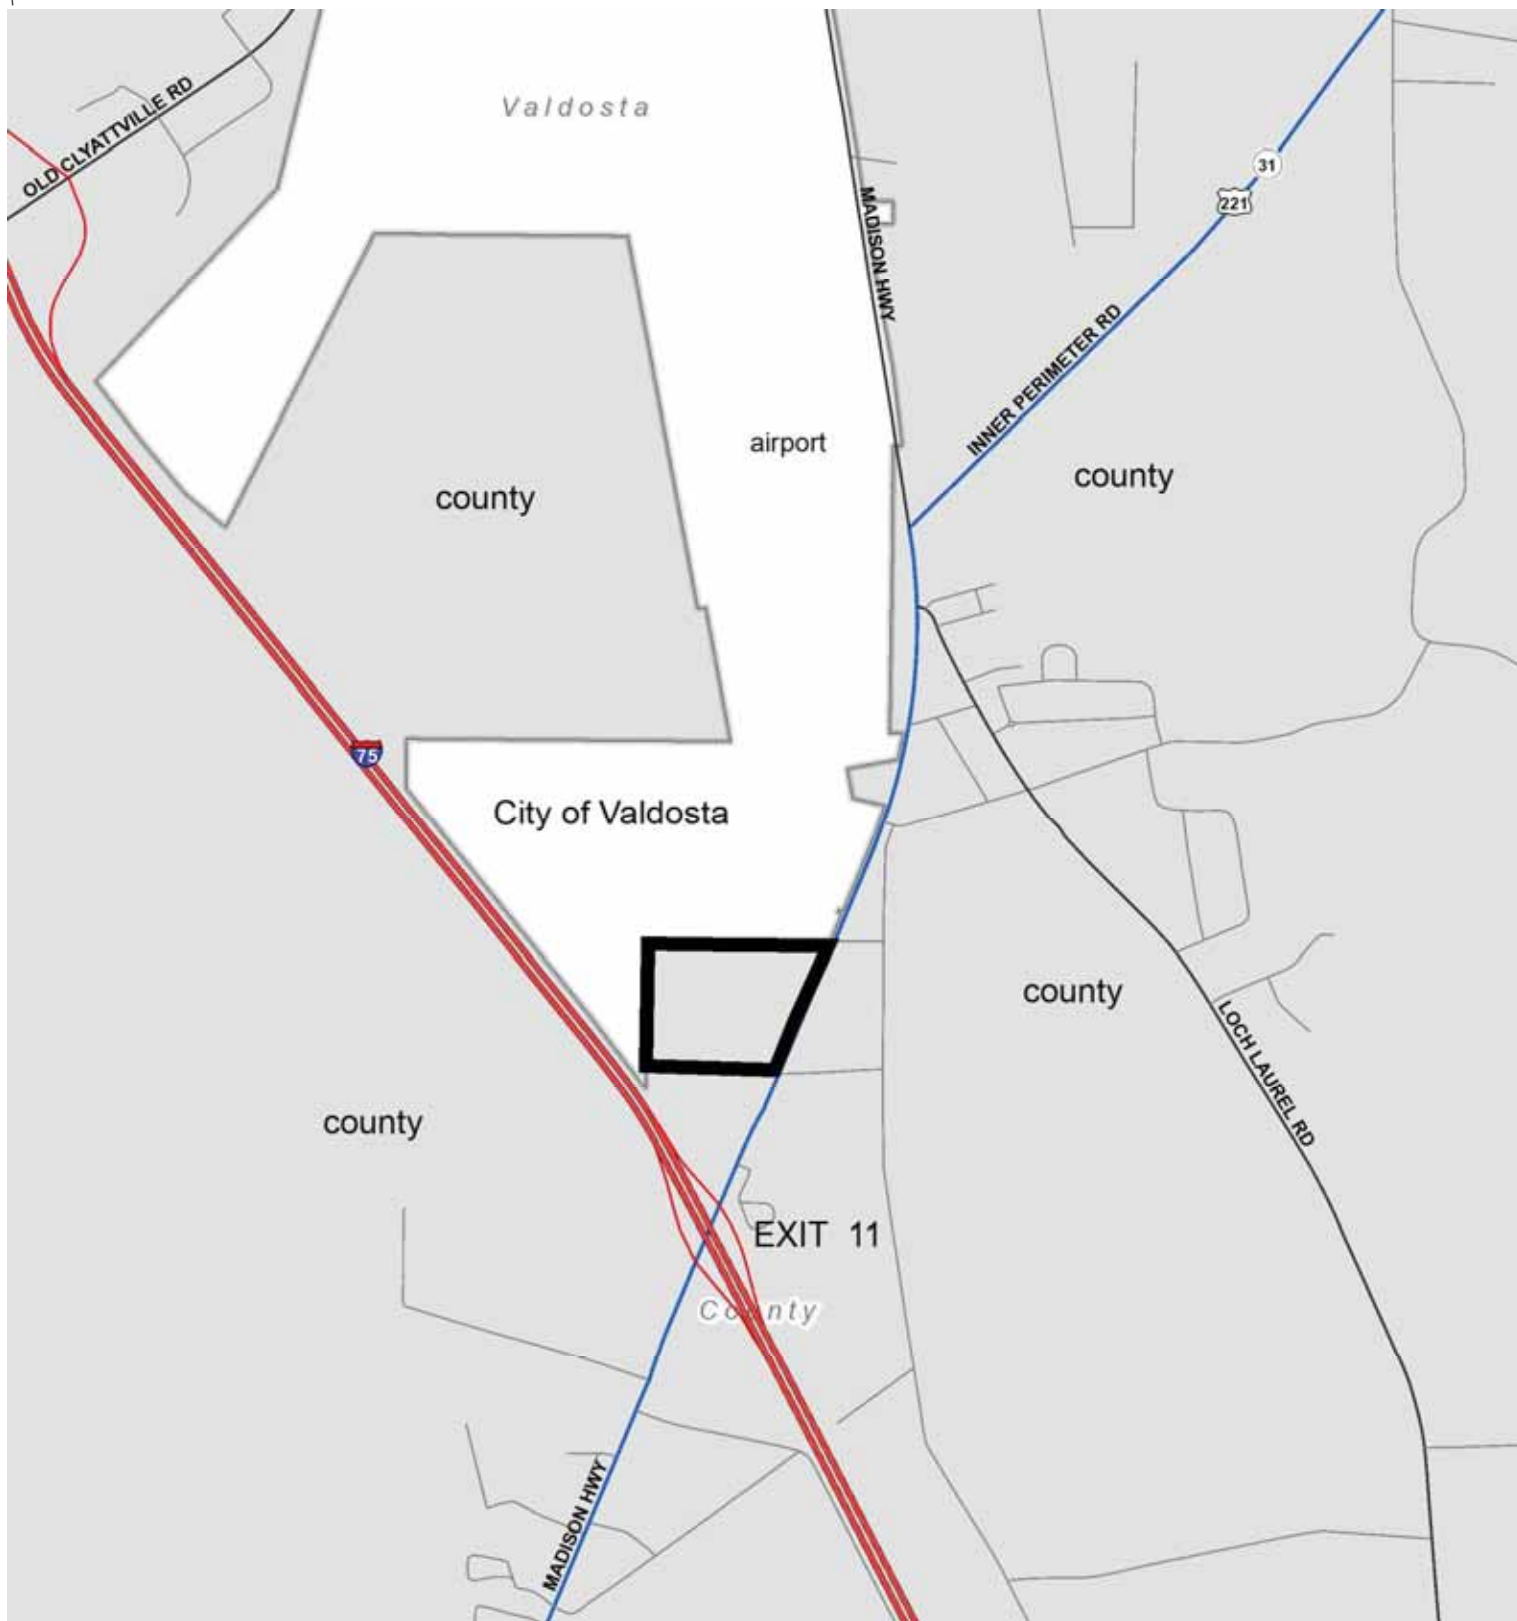 OLD CLYATTVILLE RD
Valdosta
31
221
MADISON HWY
INNER PERIMETER RD
airport
county
county
75
City of Valdosta
county
LOCH LAUREL RD
county
EXIT 11
County
MADISON HWY